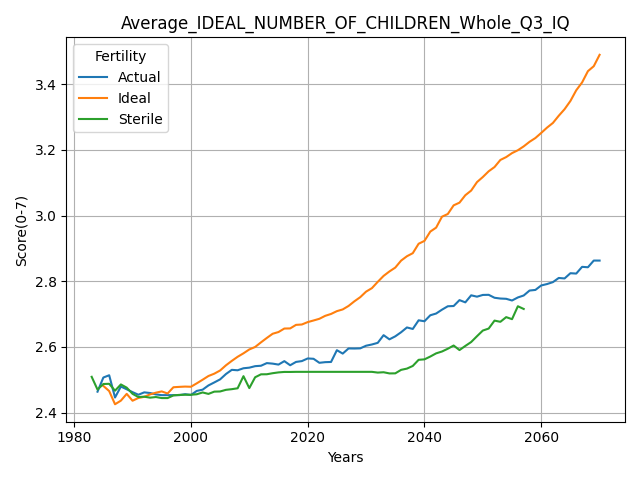 Average_IDEAL_NUMBER_OF_CHILDREN_Whole_Q3_IQ
Fertility
Actual
Ideal
Sterile
Score(0-7)
3.4
3.2
3.0
2.8
2.6
2.4
1980 2000 2020 2040 2060
Years